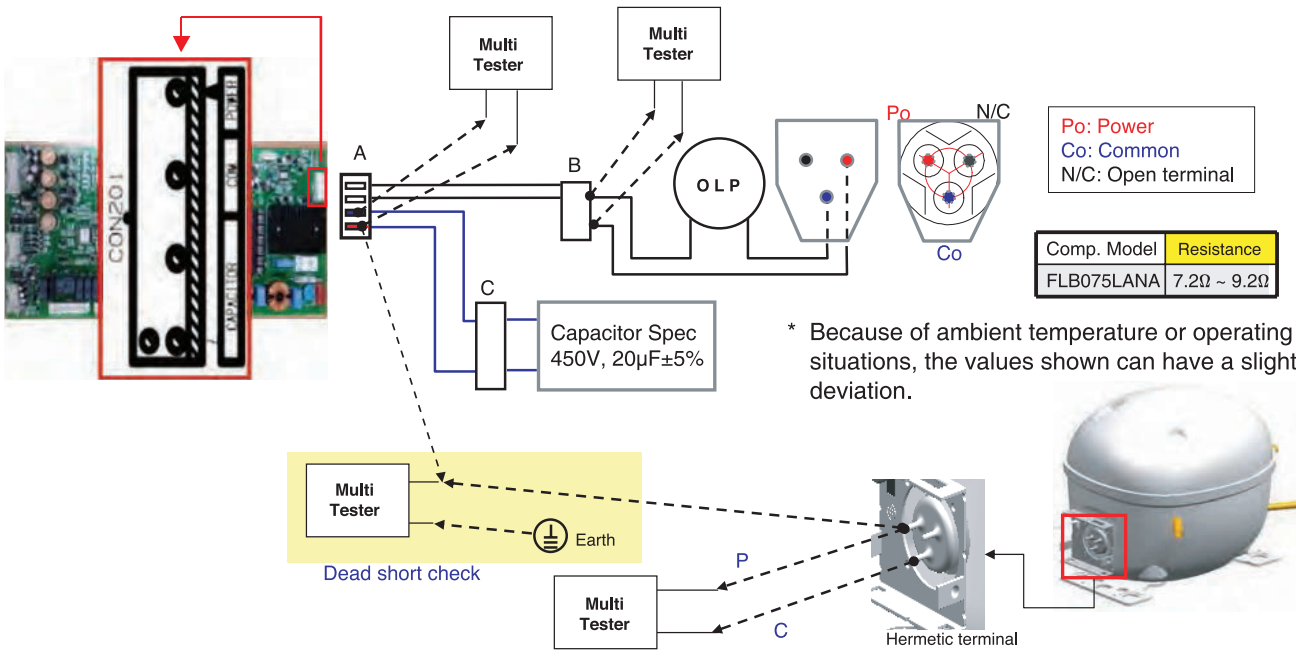 CON201
POWER
COM
CAPACITOR
A
Multi
Tester
Multi
Tester
B
O L P
Po
N/C
Co
Po: Power
Co: Common
N/C: Open terminal
Comp. Model Resistance
FLB075LANA 7.2Ω ~ 9.2Ω
C
Capacitor Spec
450V, 20µF±5%
* Because of ambient temperature or operating
situations, the values shown can have a slight
deviation.
Multi
Tester
Earth
Dead short check
P
C
Multi
Tester
Hermetic terminal